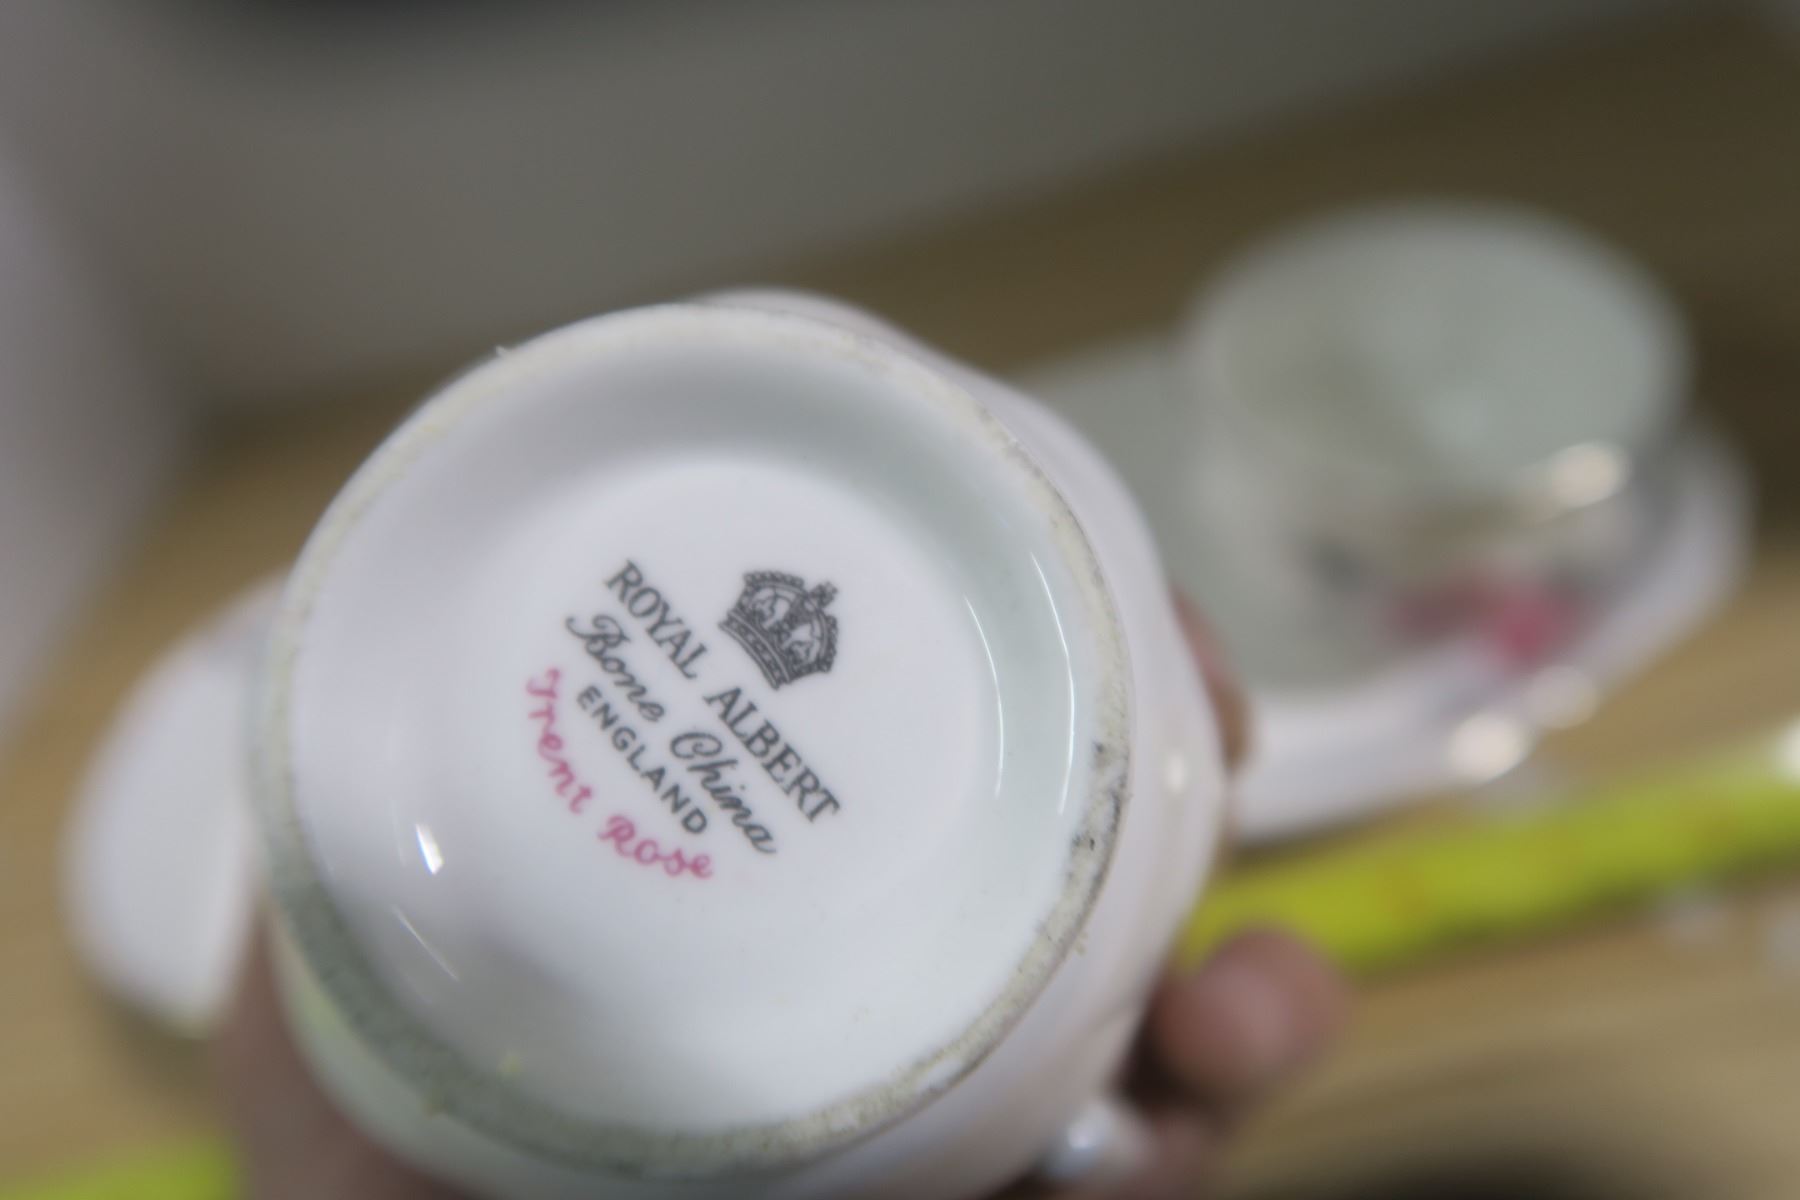 ROYAL ALBERT
Bone China
ENGLAND
Trent Rose